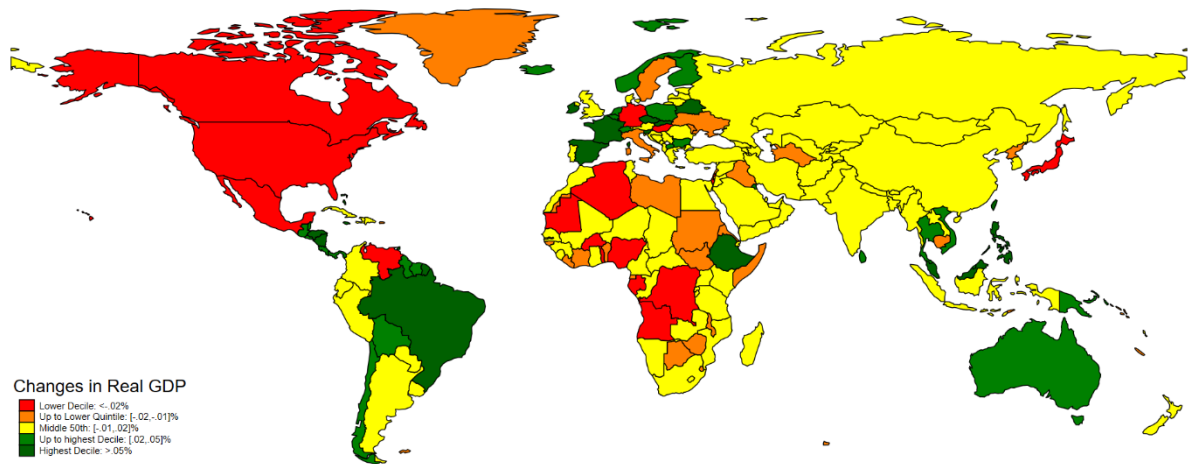 Changes in Real GDP
Lower Decile: <-.02%
Up to Lower Quintile: [-.02,-.01]%
Middle 50th: [-.01,.02]%
Up to highest Decile: [.02,.05]%
Highest Decile: >.05%